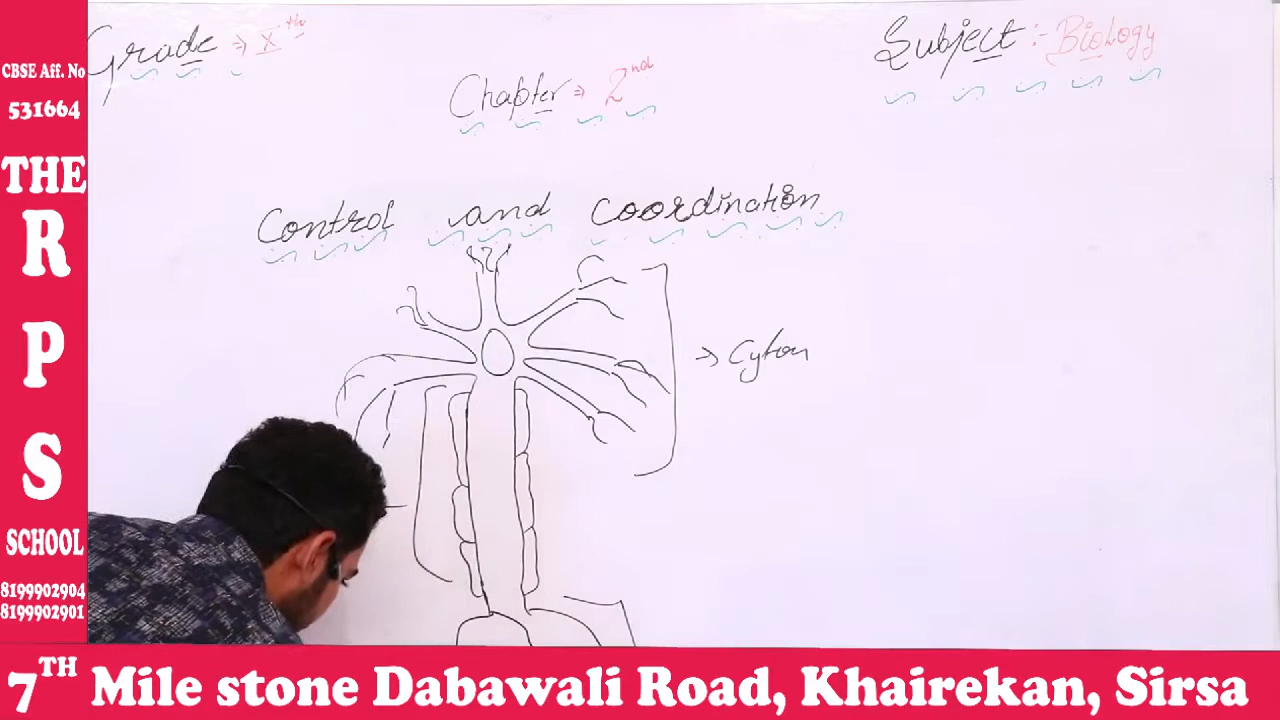 CBSE Aff. No
531664
THE
R
P
S
SCHOOL
8199902904
8199902901
Grade ⇒ Xth
Subject :- Biology
Chapter ⇒ 2nd
Control and coordination
→ Cyton
7TH Mile stone Dabawali Road, Khairekan, Sirsa